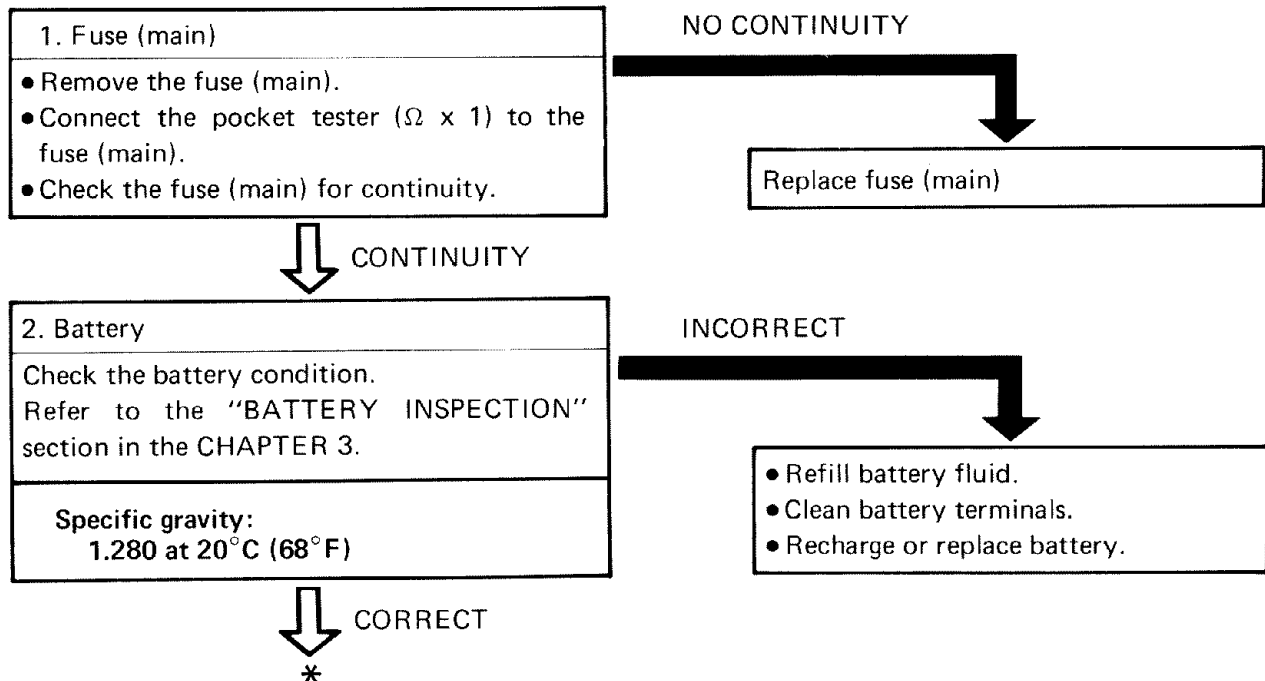 1. Fuse (main)
● Remove the fuse (main).
● Connect the pocket tester (Ω x 1) to the
fuse (main).
● Check the fuse (main) for continuity.
NO CONTINUITY
Replace fuse (main)
CONTINUITY
2. Battery
Check the battery condition.
Refer to the "BATTERY INSPECTION"
section in the CHAPTER 3.
Specific gravity:
1.280 at 20°C (68°F)
INCORRECT
● Refill battery fluid.
● Clean battery terminals.
● Recharge or replace battery.
CORRECT
*